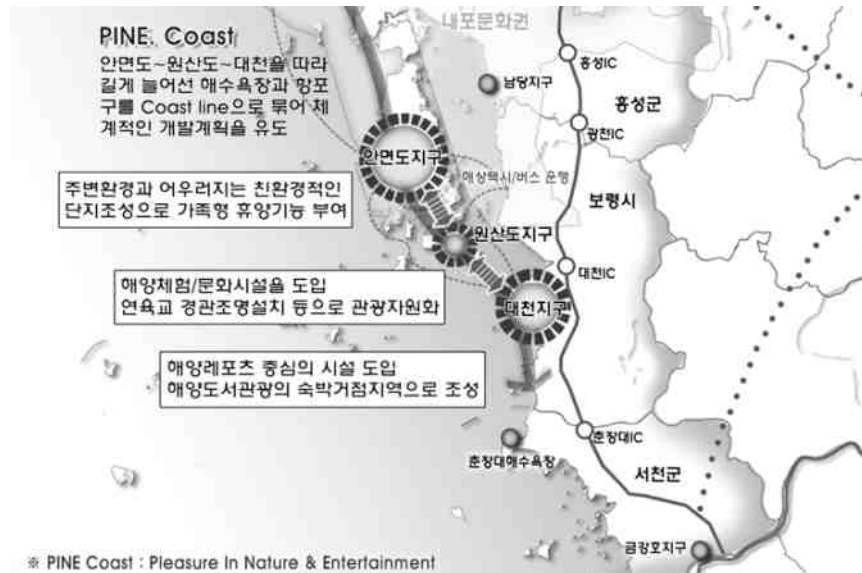 PINE. Coast
안면도~원산도~대천을 따라
길게 늘어선 해수욕장과 항포
구를 Coast line으로 묶어 체
계적인 개발계획을 유도
내포문화권
홍성IC
남당지구
홍성군
광천IC
안면도지구
해상택시/버스 운행
보령시
주변환경과 어우러지는 친환경적인
단지조성으로 가족형 휴양기능 부여
원산도지구
대천IC
해양체험/문화시설을 도입
연육교 경관조명설치 등으로 관광자원화
대천지구
해양레포츠 중심의 시설 도입
해양도서관광의 숙박거점지역으로 조성
춘장대IC
춘장대해수욕장
서천군
금강호지구
※ PINE Coast : Pleasure In Nature & Entertainment